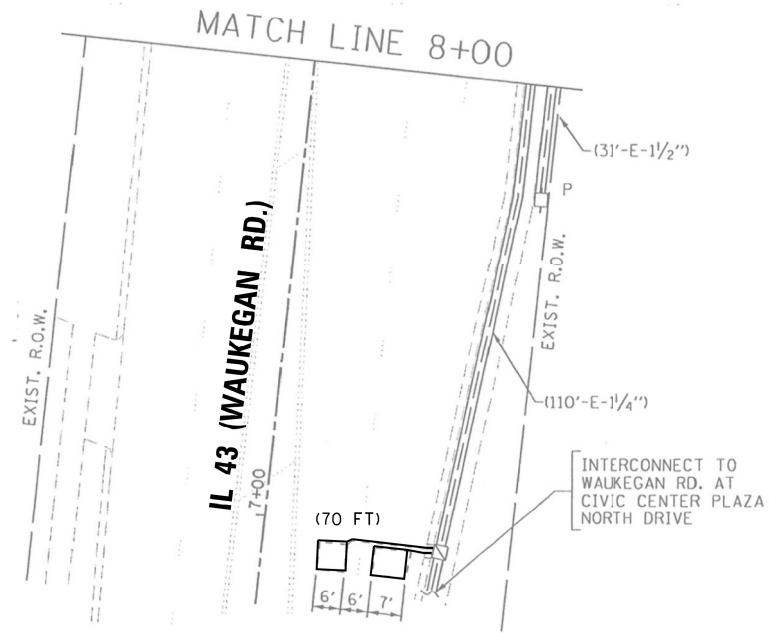 MATCH LINE 8+00
(31'-E-1½")
P
EXIST. R.O.W.
EXIST. R.O.W.
IL 43 (WAUKEGAN RD.)
(110'-E-1¼")
7+00
INTERCONNECT TO
WAUKEGAN RD. AT
CIVIC CENTER PLAZA
NORTH DRIVE
(70 FT)
6' 6' 7'